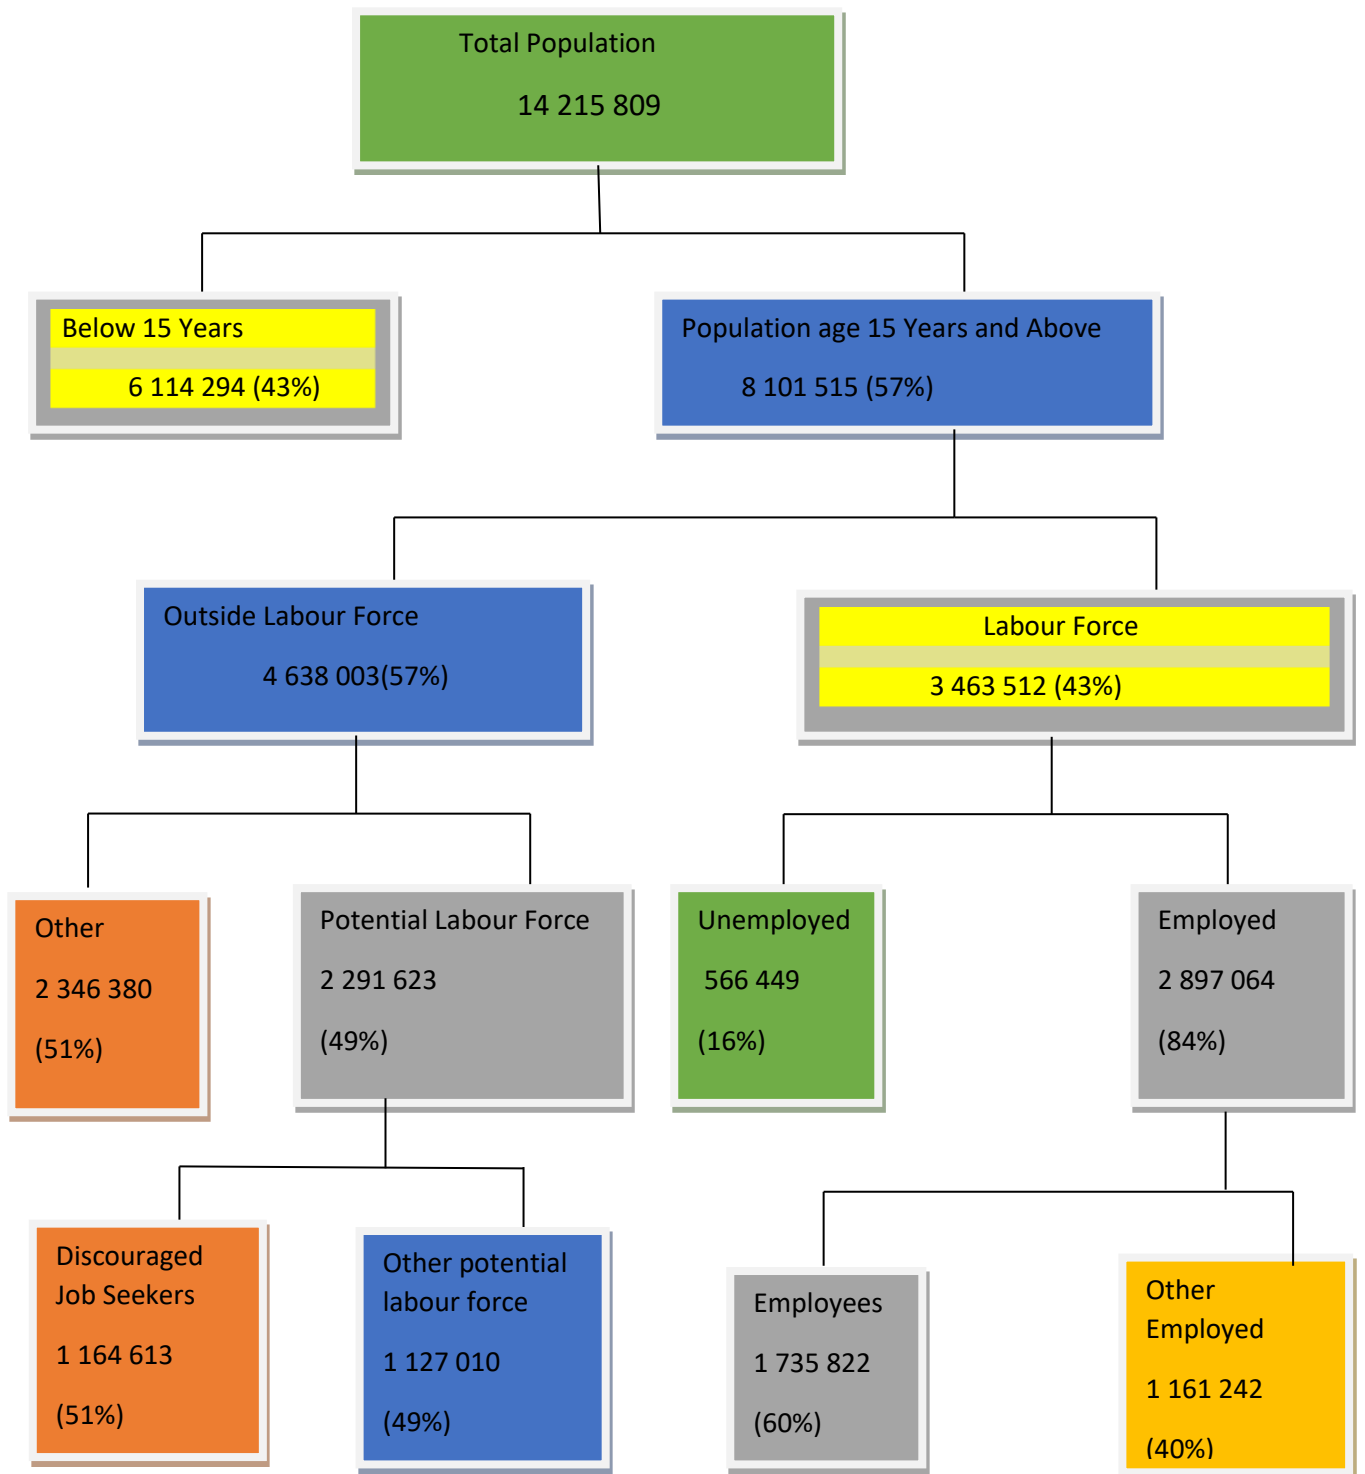 Total Population
14 215 809
Below 15 Years
6 114 294 (43%)
Population age 15 Years and Above
8 101 515 (57%)
Outside Labour Force
4 638 003(57%)
Labour Force
3 463 512 (43%)
Other
2 346 380
(51%)
Potential Labour Force
2 291 623
(49%)
Unemployed
566 449
(16%)
Employed
2 897 064
(84%)
Discouraged
Job Seekers
1 164 613
(51%)
Other potential
labour force
1 127 010
(49%)
Employees
1 735 822
(60%)
Other
Employed
1 161 242
(40%)